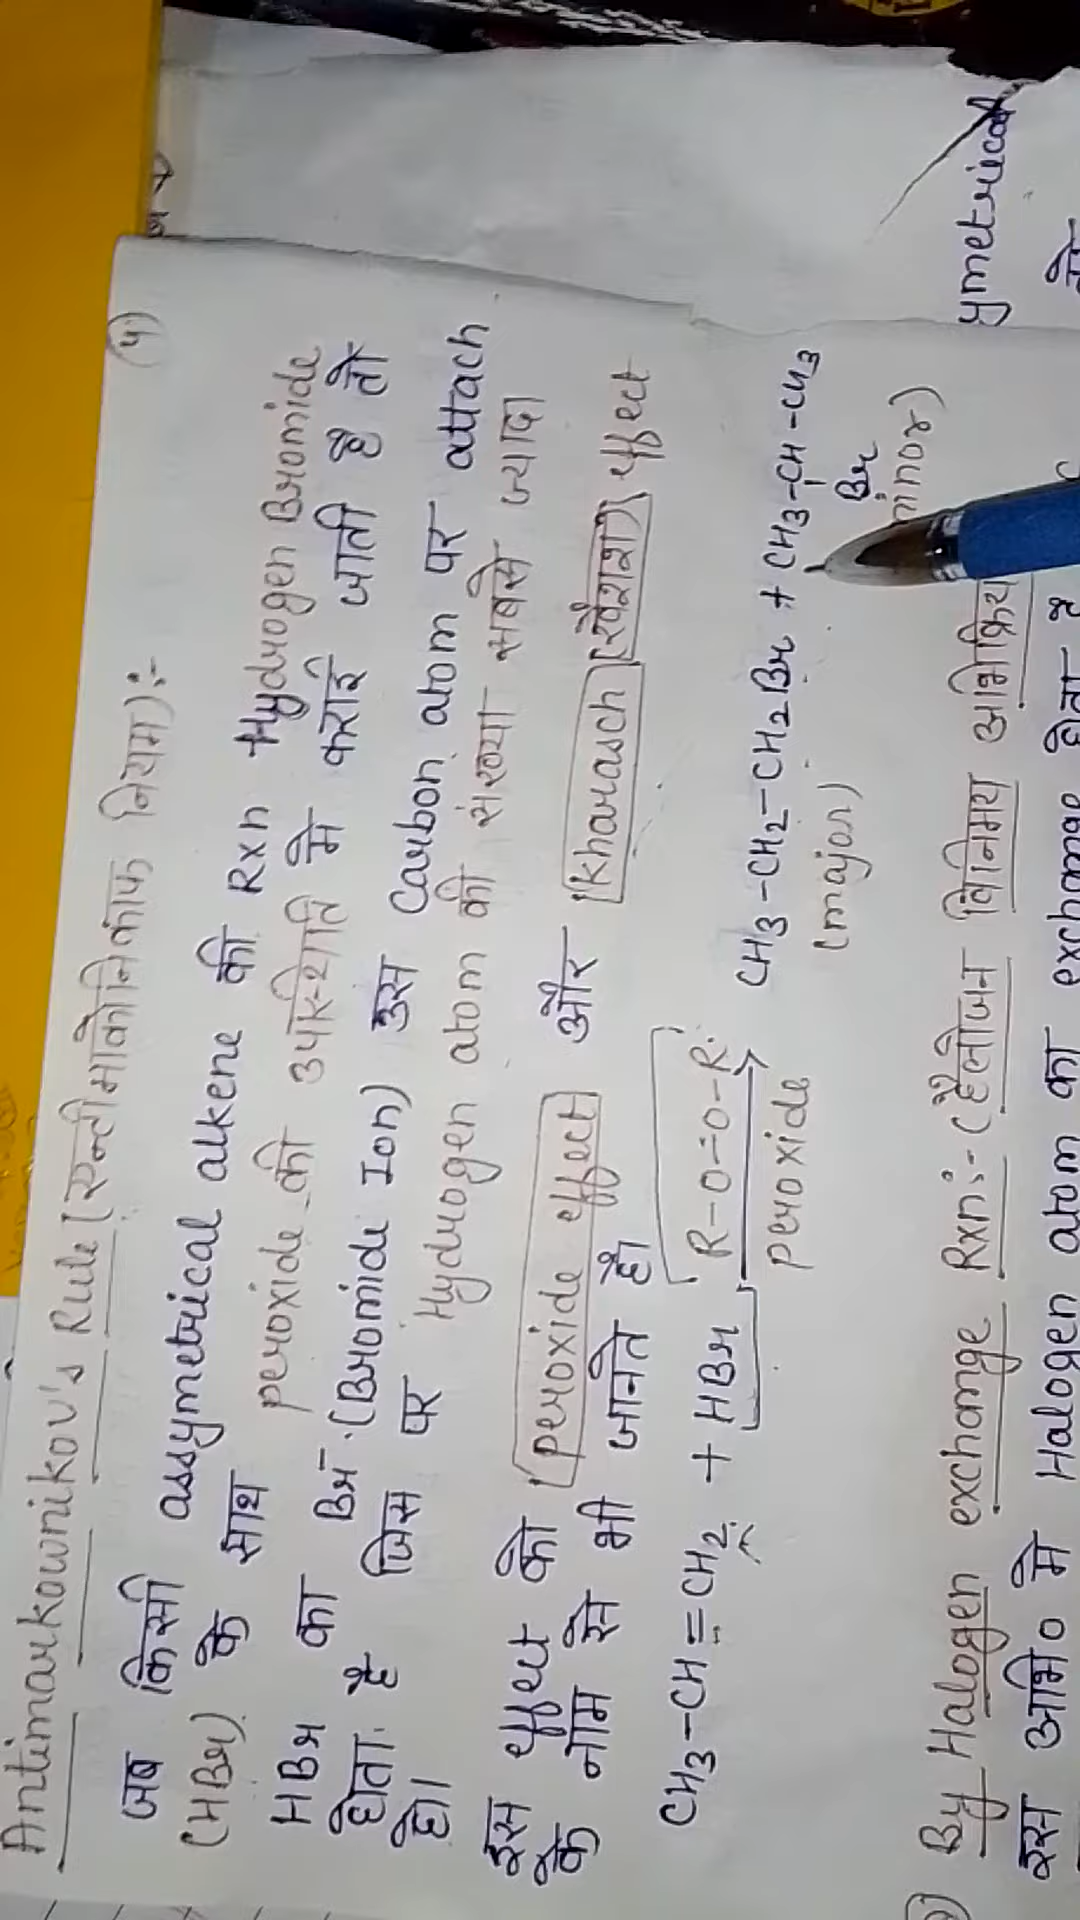 (4)
Antimarkownikov's Rule [एन्टीमार्कोनिकॉफ नियम):-
जब किसी assymetrical alkene की Rxn Hydrogen Bromide
(HBr) के साथ peroxide की उपस्थिति में कराई जाती है तो
HBr का Br⁻ (Bromide Ion) उस Carbon atom पर attach
होता है जिस पर Hydrogen atom की संख्या सबसे ज्यादा
हो।
इस effect को [peroxide effect] और [Kharasch] [खैराश] effect
के नाम से भी जानते है।
CH3-CH=CH2 + HBr R-O-O-R CH3-CH2-CH2Br + CH3-CH-CH3
peroxide (major) Br
By Halogen exchange Rxn:- (हैलोजन विनिमय
इस अभि० में Halogen atom का exchange होता है
ymetrical